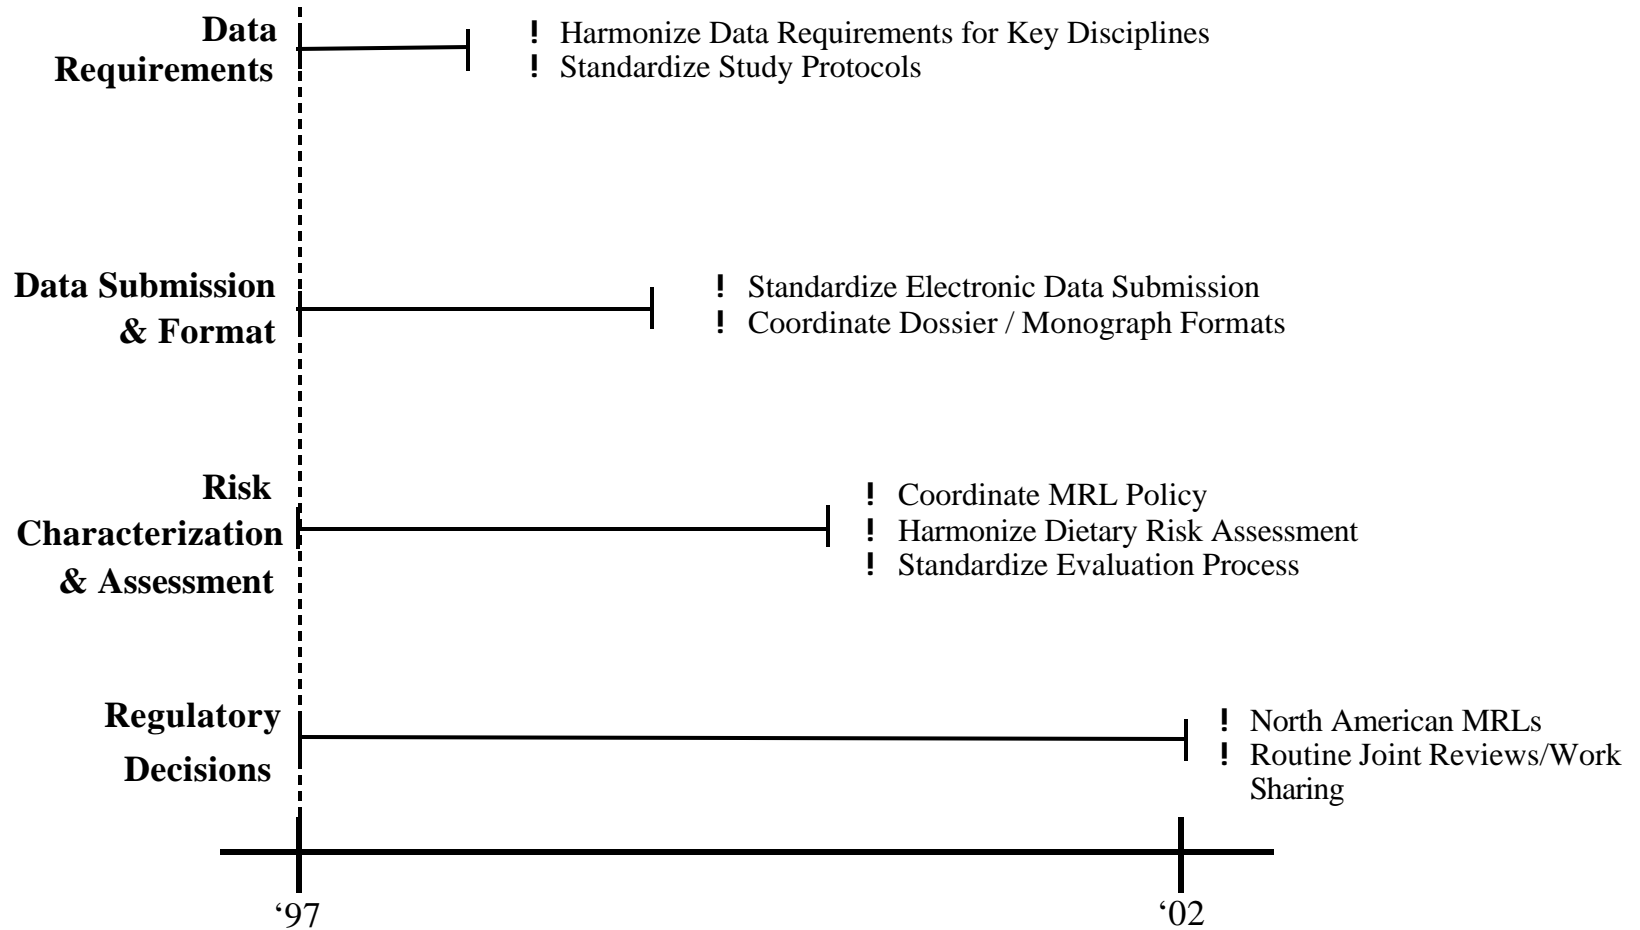 Data
Requirements
! Harmonize Data Requirements for Key Disciplines
! Standardize Study Protocols
Data Submission
& Format
! Standardize Electronic Data Submission
! Coordinate Dossier / Monograph Formats
Risk
Characterization
& Assessment
! Coordinate MRL Policy
! Harmonize Dietary Risk Assessment
! Standardize Evaluation Process
Regulatory
Decisions
! North American MRLs
! Routine Joint Reviews/Work
Sharing
‘97
‘02